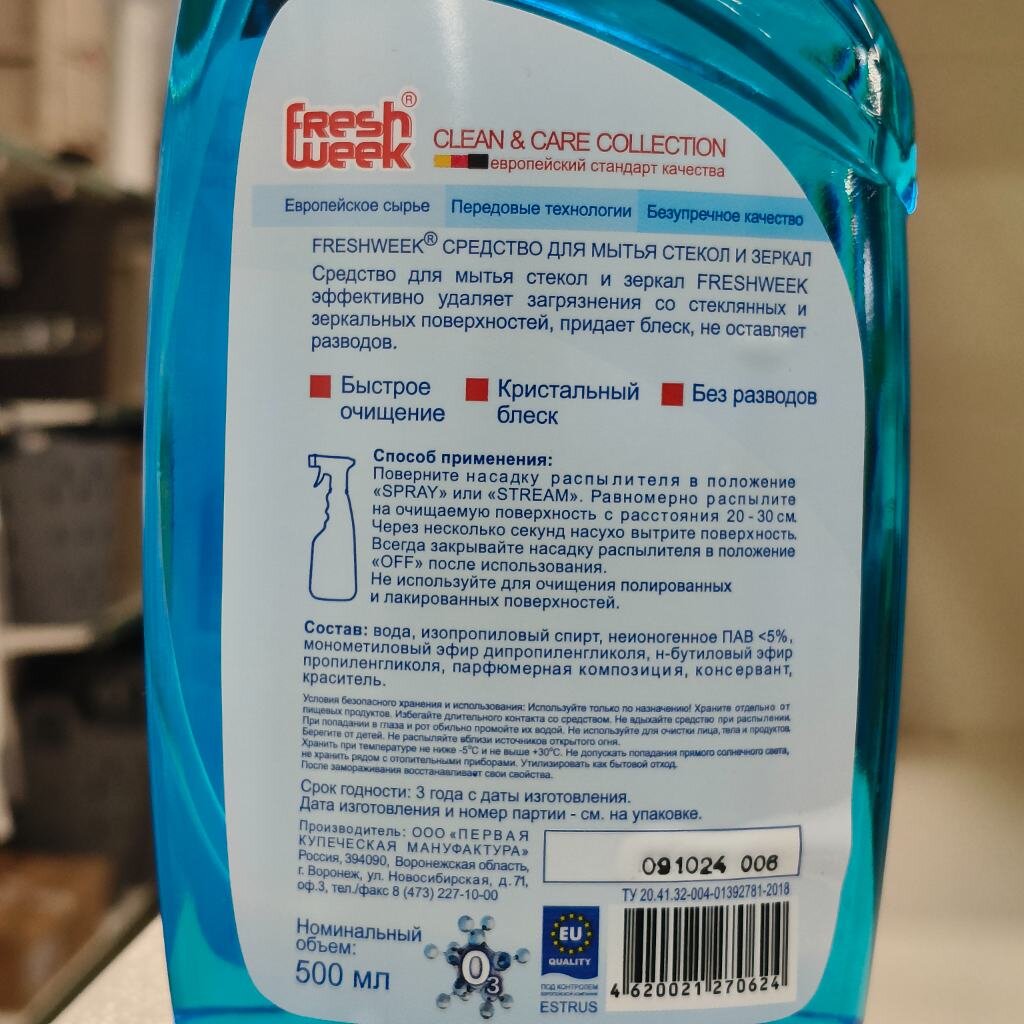 fresh week ®
CLEAN & CARE COLLECTION
европейский стандарт качества
Европейское сырье Передовые технологии Безупречное качество
FRESHWEEK® СРЕДСТВО ДЛЯ МЫТЬЯ СТЕКОЛ И ЗЕРКАЛ
Средство для мытья стекол и зеркал FRESHWEEK
эффективно удаляет загрязнения со стеклянных и
зеркальных поверхностей, придает блеск, не оставляет
разводов.
Быстрое
очищение
Кристальный
блеск
Без разводов
Способ применения:
Поверните насадку распылителя в положение
«SPRAY» или «STREAM». Равномерно распылите
на очищаемую поверхность с расстояния 20 - 30 см.
Через несколько секунд насухо вытрите поверхность.
Всегда закрывайте насадку распылителя в положение
«OFF» после использования.
Не используйте для очищения полированных
и лакированных поверхностей.
Состав: вода, изопропиловый спирт, неионогенное ПАВ <5%,
монометиловый эфир дипропиленгликоля, н-бутиловый эфир
пропиленгликоля, парфюмерная композиция, консервант,
краситель.
Условия безопасного хранения и использования: Используйте только по назначению! Храните отдельно от
пищевых продуктов. Избегайте длительного контакта со средством. Не вдыхайте средство при распылении.
При попадании в глаза и рот обильно промойте их водой. Не используйте для очистки лица, тела и продуктов.
Берегите от детей. Не распыляйте вблизи источников открытого огня.
Хранить при температуре не ниже -5°С и не выше +30°С. Не допускать попадания прямого солнечного света,
не хранить рядом с отопительными приборами. Утилизировать как бытовой отход.
После замораживания восстанавливает свои свойства.
Срок годности: 3 года с даты изготовления.
Дата изготовления и номер партии - см. на упаковке.
Производитель: ООО «ПЕРВАЯ
КУПЕЧЕСКАЯ МАНУФАКТУРА»
Россия, 394090, Воронежская область,
г. Воронеж, ул. Новосибирская, д. 71,
оф.3, тел./факс 8 (473) 227-10-00
091024 006
ТУ 20.41.32-004-01392781-2018
Номинальный
объем:
500 мл
O3
EU
QUALITY
ПОД КОНТРОЛЕМ
ЕВРОПЕЙСКОЙ КОМПАНИИ
ESTRUS
4 620021 270624